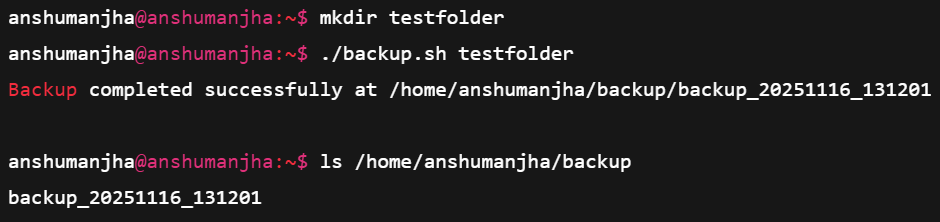 anshumanjha@anshumanjha:~$ mkdir testfolder
anshumanjha@anshumanjha:~$ ./backup.sh testfolder
Backup completed successfully at /home/anshumanjha/backup/backup_20251116_131201
anshumanjha@anshumanjha:~$ ls /home/anshumanjha/backup
backup_20251116_131201